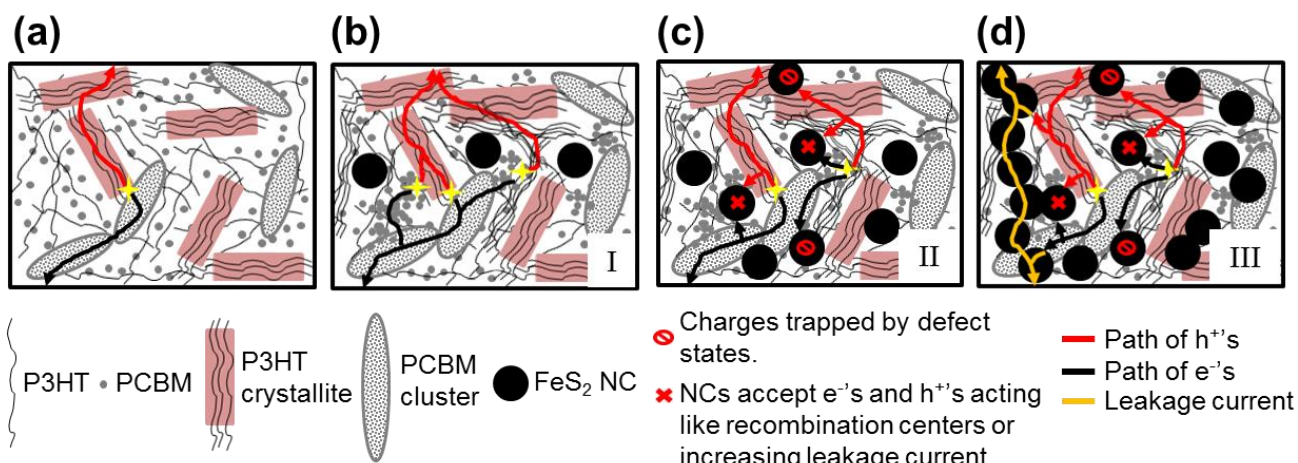 (a) (b) (c) (d)
I II III
P3HT PCBM
P3HT
crystallite
PCBM
cluster
FeS₂ NC
Charges trapped by defect
states.
NCs accept e⁻'s and h⁺'s acting
like recombination centers or
increasing leakage current
Path of h⁺'s
Path of e⁻'s
Leakage current